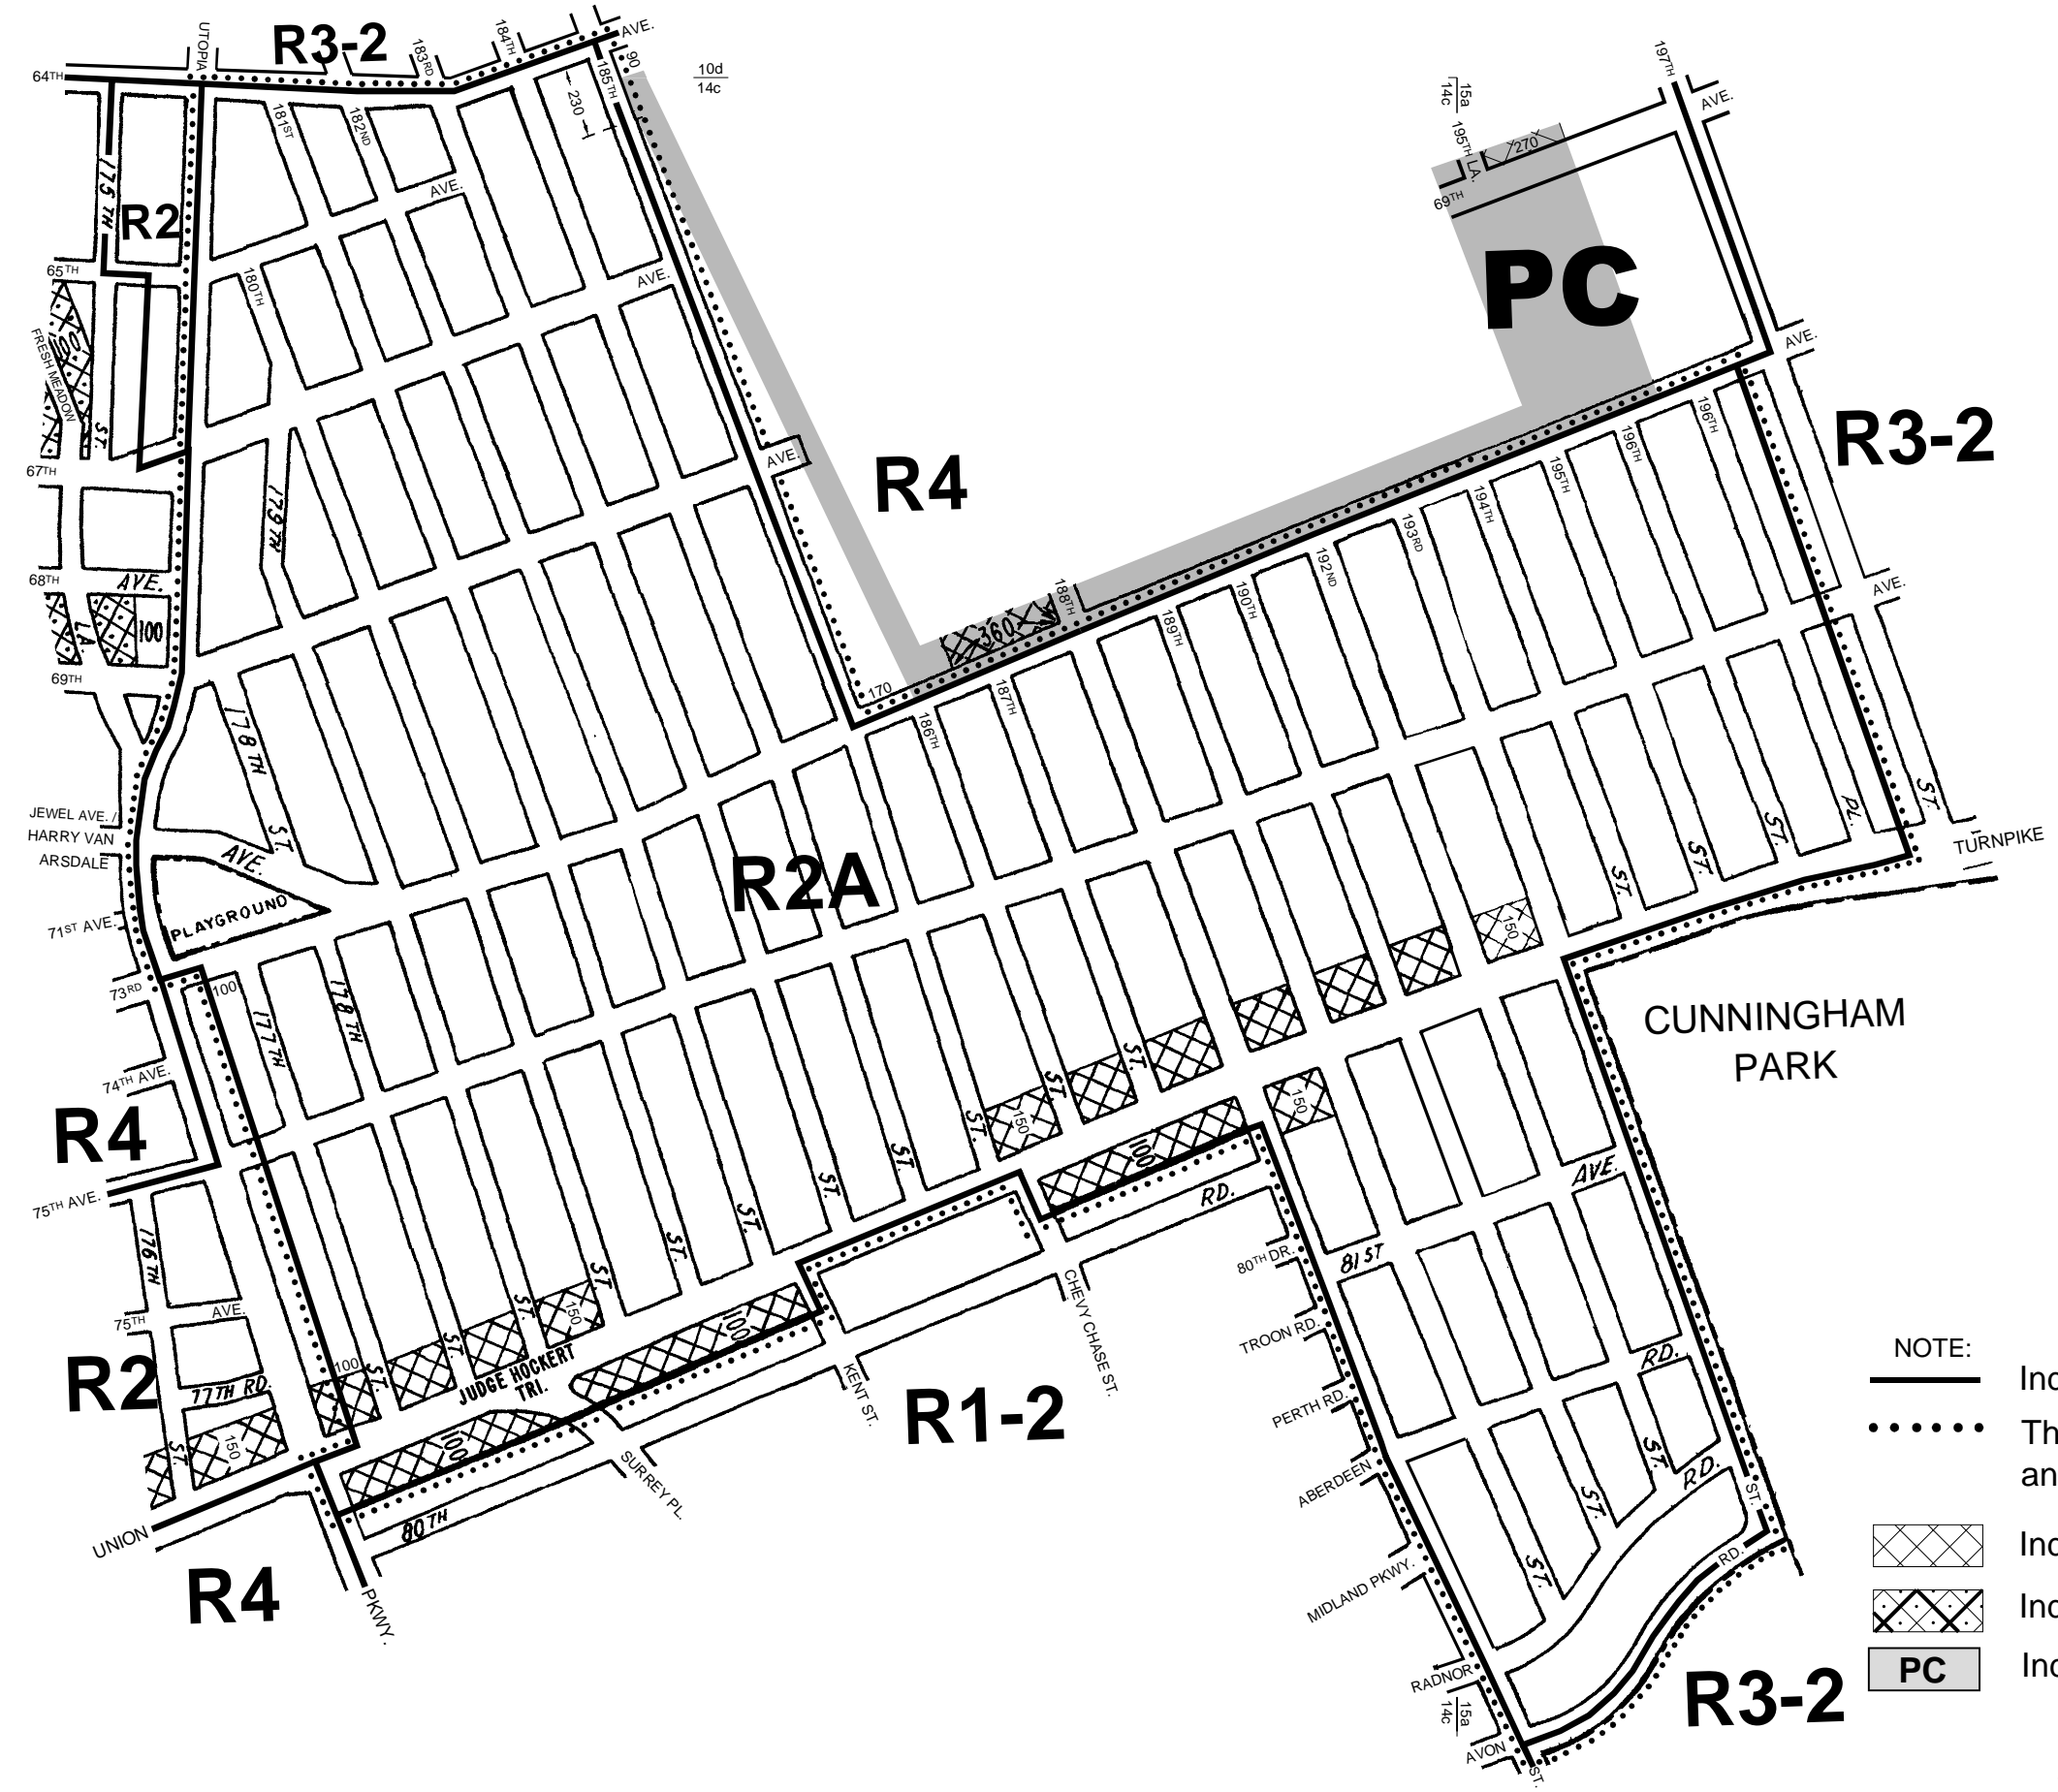 R3-2
UTOPIA
183RD
184TH
AVE.
90
185TH
230
10d
14c
15a
14c
197TH
AVE.
64TH
181ST
182ND
AVE.
175TH
R2
195TH LA.
270
69TH
PC
65TH
180TH
AVE.
100
FRESH MEADOW
ST.
AVE.
R3-2
196TH
196TH
195TH
194TH
193RD
192ND
190TH
189TH
188TH
187TH
186TH
AVE.
R4
67TH
179TH
68TH
AVE.
LA.
100
69TH
360
170
AVE.
178TH
ST.
JEWEL AVE. /
HARRY VAN
ARSDALE
AVE.
PLAYGROUND
71ST AVE.
R2A
ST.
ST.
ST.
PL.
ST.
TURNPIKE
150
73RD
100
177TH
178TH
CUNNINGHAM
PARK
74TH AVE.
R4
ST.
ST.
ST.
ST.
ST.
ST.
ST.
ST.
ST.
ST.
ST.
150
150
100
75TH AVE.
176TH
RD.
AVE.
81ST
80TH DR.
75TH
AVE.
R2
77TH RD.
ST.
150
100
150
JUDGE HOCKERT
TRI.
100
100
KENT ST.
CHEVY CHASE ST.
R1-2
TROON RD.
PERTH RD.
ABERDEEN
RD.
ST.
RD.
ST.
ST.
ST.
NOTE:
PC
UNION
80TH
SURREY PL.
R4
PKWY.
MIDLAND PKWY.
RADNOR
RD.
15a
14c
AVON
ST.
R3-2